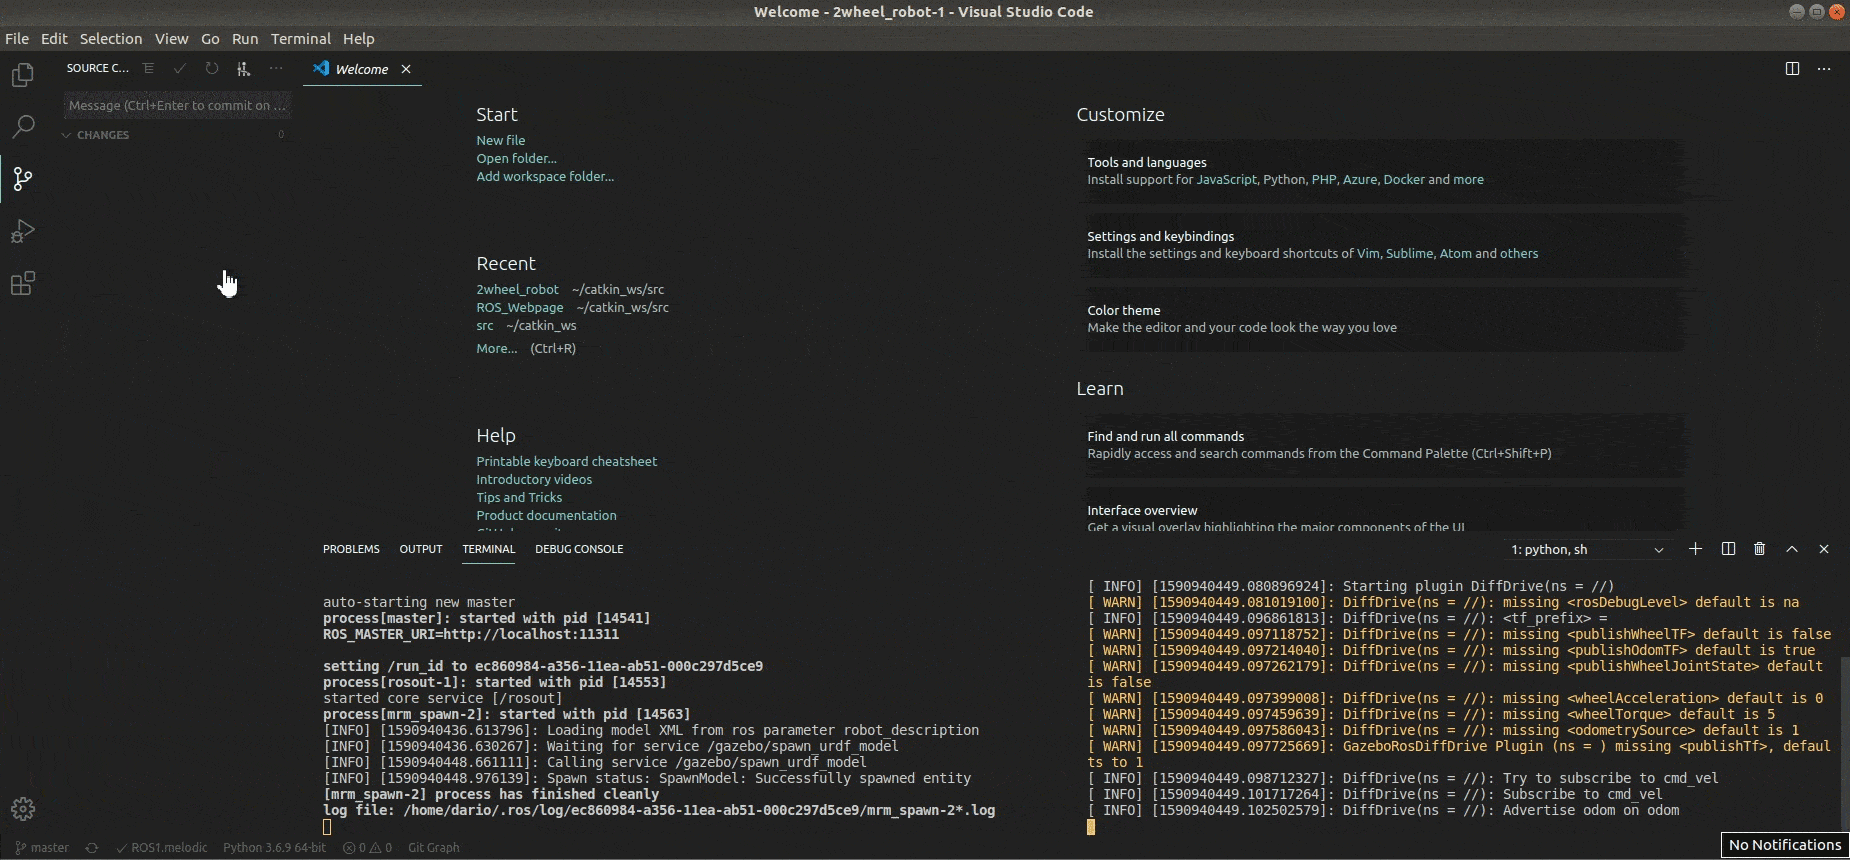 Welcome - 2wheel_robot-1 - Visual Studio Code
File Edit Selection View Go Run Terminal Help
SOURCE C...
Welcome
Message (Ctrl+Enter to commit on ...
CHANGES 0
Start
New file
Open folder...
Add workspace folder...
Recent
2wheel_robot ~/catkin_ws/src
ROS_Webpage ~/catkin_ws/src
src ~/catkin_ws
More... (Ctrl+R)
Help
Printable keyboard cheatsheet
Introductory videos
Tips and Tricks
Product documentation
Customize
Tools and languages
Install support for JavaScript, Python, PHP, Azure, Docker and more
Settings and keybindings
Install the settings and keyboard shortcuts of Vim, Sublime, Atom and others
Color theme
Make the editor and your code look the way you love
Learn
Find and run all commands
Rapidly access and search commands from the Command Palette (Ctrl+Shift+P)
Interface overview
Get a visual overlay highlighting the major components of the UI
PROBLEMS OUTPUT TERMINAL DEBUG CONSOLE
1: python, sh
auto-starting new master
process[master]: started with pid [14541]
ROS_MASTER_URI=http://localhost:11311
setting /run_id to ec860984-a356-11ea-ab51-000c297d5ce9
process[rosout-1]: started with pid [14553]
started core service [/rosout]
process[mrm_spawn-2]: started with pid [14563]
[INFO] [1590940436.613796]: Loading model XML from ros parameter robot_description
[INFO] [1590940436.630267]: Waiting for service /gazebo/spawn_urdf_model
[INFO] [1590940448.661111]: Calling service /gazebo/spawn_urdf_model
[INFO] [1590940448.976139]: Spawn status: SpawnModel: Successfully spawned entity
[mrm_spawn-2] process has finished cleanly
log file: /home/dario/.ros/log/ec860984-a356-11ea-ab51-000c297d5ce9/mrm_spawn-2*.log
[ INFO] [1590940449.080896924]: Starting plugin DiffDrive(ns = //)
[ WARN] [1590940449.081019100]: DiffDrive(ns = //): missing <rosDebugLevel> default is na
[ INFO] [1590940449.096861813]: DiffDrive(ns = //): <tf_prefix> =
[ WARN] [1590940449.097118752]: DiffDrive(ns = //): missing <publishWheelTF> default is false
[ WARN] [1590940449.097214040]: DiffDrive(ns = //): missing <publishOdomTF> default is true
[ WARN] [1590940449.097262179]: DiffDrive(ns = //): missing <publishWheelJointState> default
is false
[ WARN] [1590940449.097399008]: DiffDrive(ns = //): missing <wheelAcceleration> default is 0
[ WARN] [1590940449.097459639]: DiffDrive(ns = //): missing <wheelTorque> default is 5
[ WARN] [1590940449.097586043]: DiffDrive(ns = //): missing <odometrySource> default is 1
[ WARN] [1590940449.097725669]: GazeboRosDiffDrive Plugin (ns = ) missing <publishTf>, defaul
ts to 1
[ INFO] [1590940449.098712327]: DiffDrive(ns = //): Try to subscribe to cmd_vel
[ INFO] [1590940449.101717264]: DiffDrive(ns = //): Subscribe to cmd_vel
[ INFO] [1590940449.102502579]: DiffDrive(ns = //): Advertise odom on odom
master ROS1.melodic Python 3.6.9 64-bit 0 0 Git Graph
No Notifications